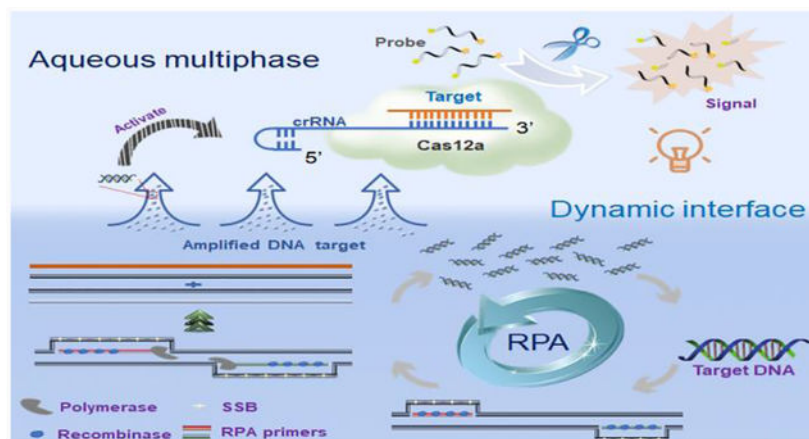 Aqueous multiphase
Probe
Signal
Activate
Target
crRNA
3’
5’
Cas12a
Dynamic interface
Amplified DNA target
RPA
Target DNA
Polymerase
SSB
Recombinase
RPA primers